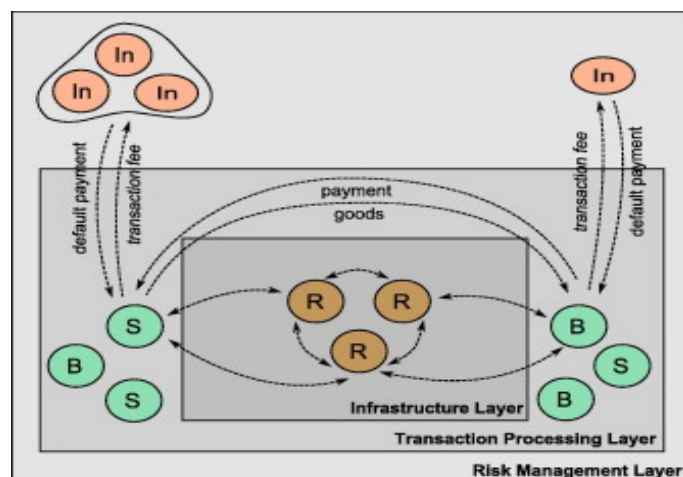 In
In
In
In
default payment
transaction fee
transaction fee
default payment
payment
goods
R
R
R
S
B
S
B
S
B
Infrastructure Layer
Transaction Processing Layer
Risk Management Layer